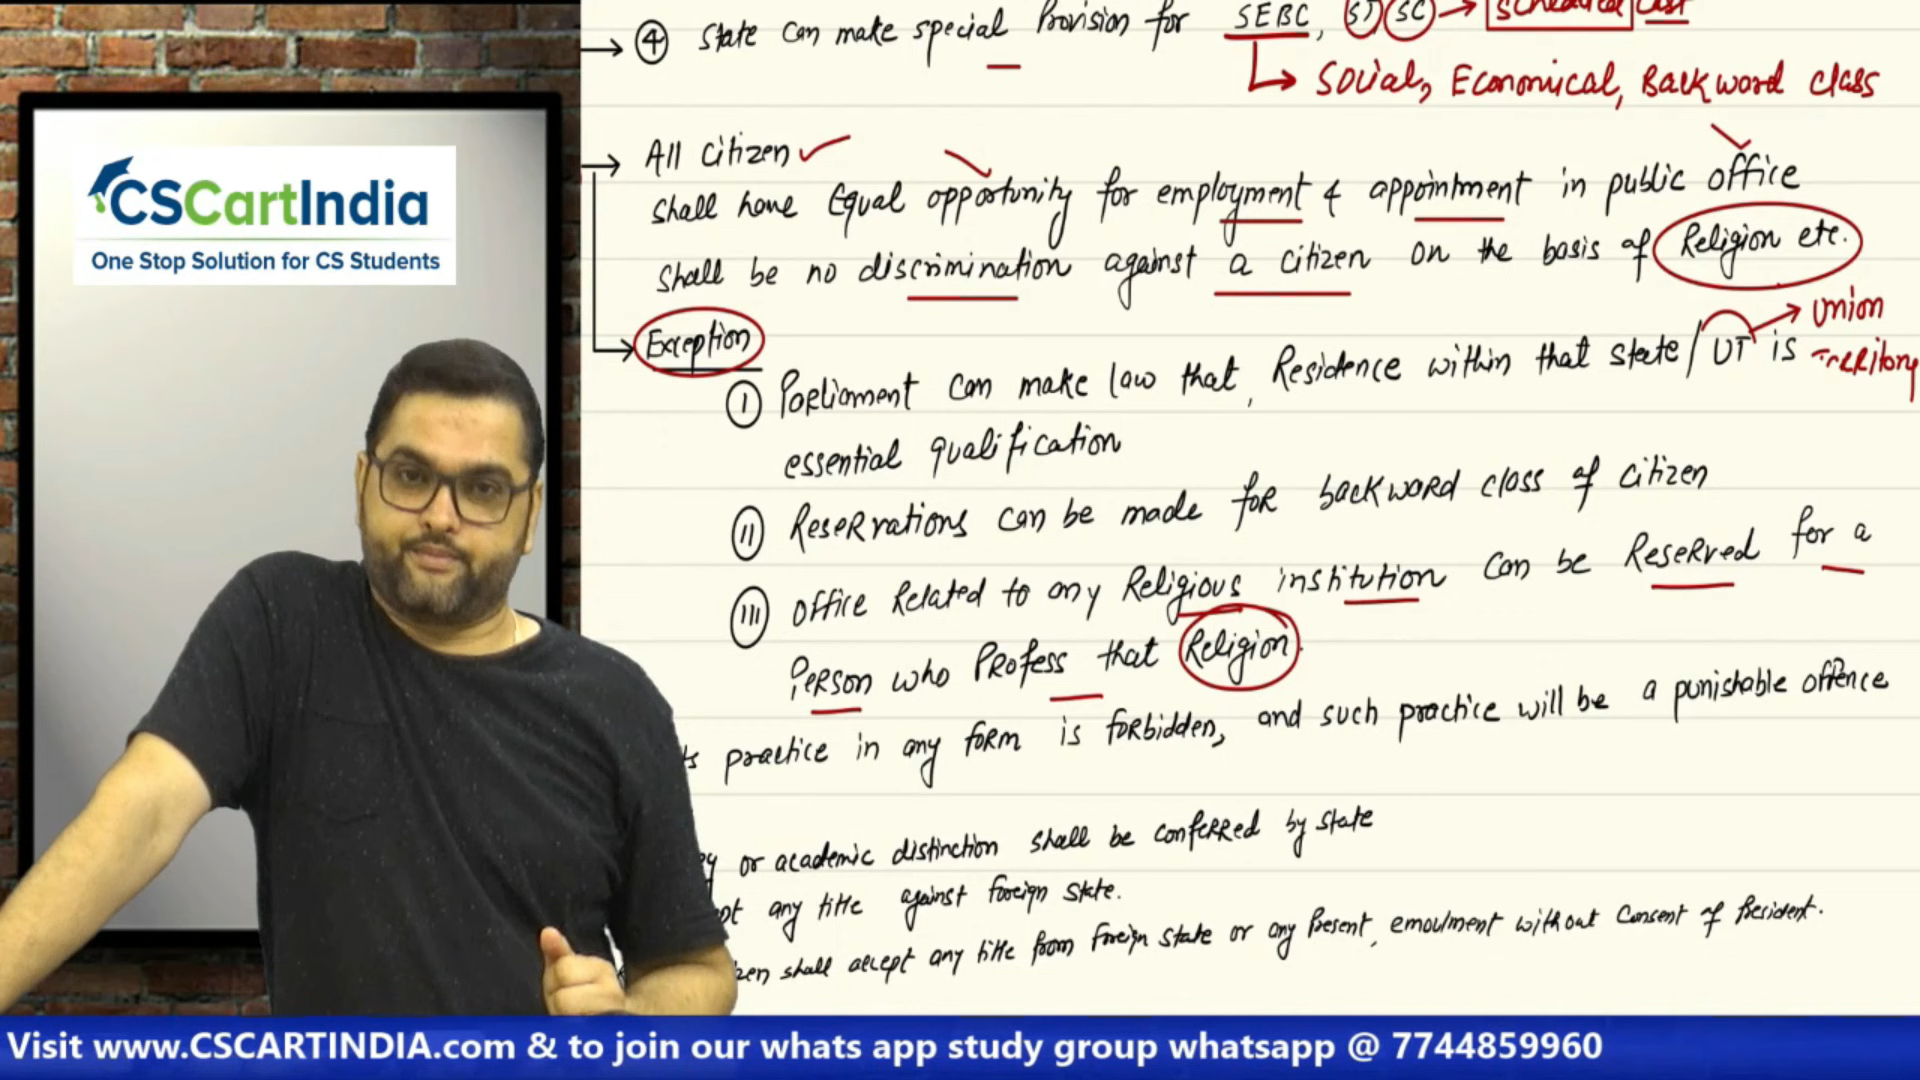 ④ State can make special Provision for SEBC, ST, SC → Scheduled Cast
↳ Social, Economical, Backword class
CSCartIndia
One Stop Solution for CS Students
→ All citizen
shall have Equal opportunity for employment & appointment in public office
shall be no discrimination against a citizen on the basis of Religion etc.
→ Exception
Ⓘ Parliament can make law that, Residence within that state / UT is
→ Union
Territory
essential qualification
ⓘⓘ Reservations can be made for backword class of citizen
ⓘⓘⓘ office Related to any Religious institution can be Reserved for a
Person who Profess that Religion.
practice in any form is forbidden, and such practice will be a punishable offence
or academic distinction shall be conferred by state
any title against foreign state.
shall accept any title from foreign state or any Present, emoulment without consent of President.
Visit www.CSCARTINDIA.com & to join our whats app study group whatsapp @ 7744859960